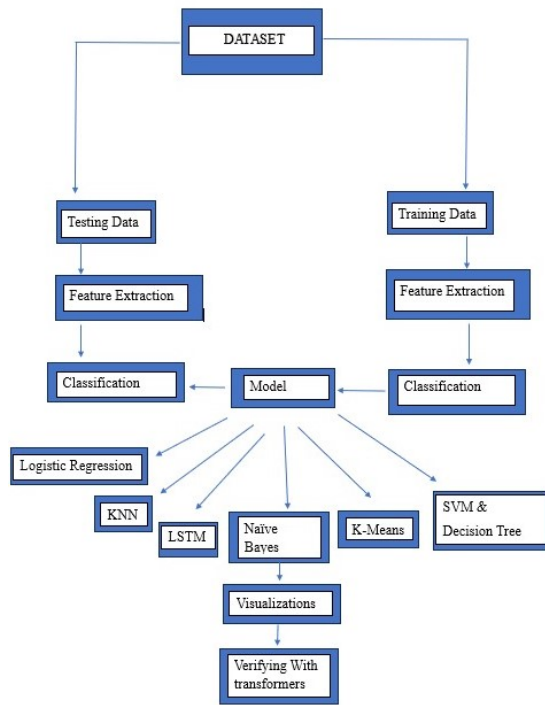 DATASET
Testing Data
Training Data
Feature Extraction
Feature Extraction
Classification
Model
Classification
Logistic Regression
KNN
LSTM
Naïve
Bayes
K-Means
SVM &
Decision Tree
Visualizations
Verifying With
transformers